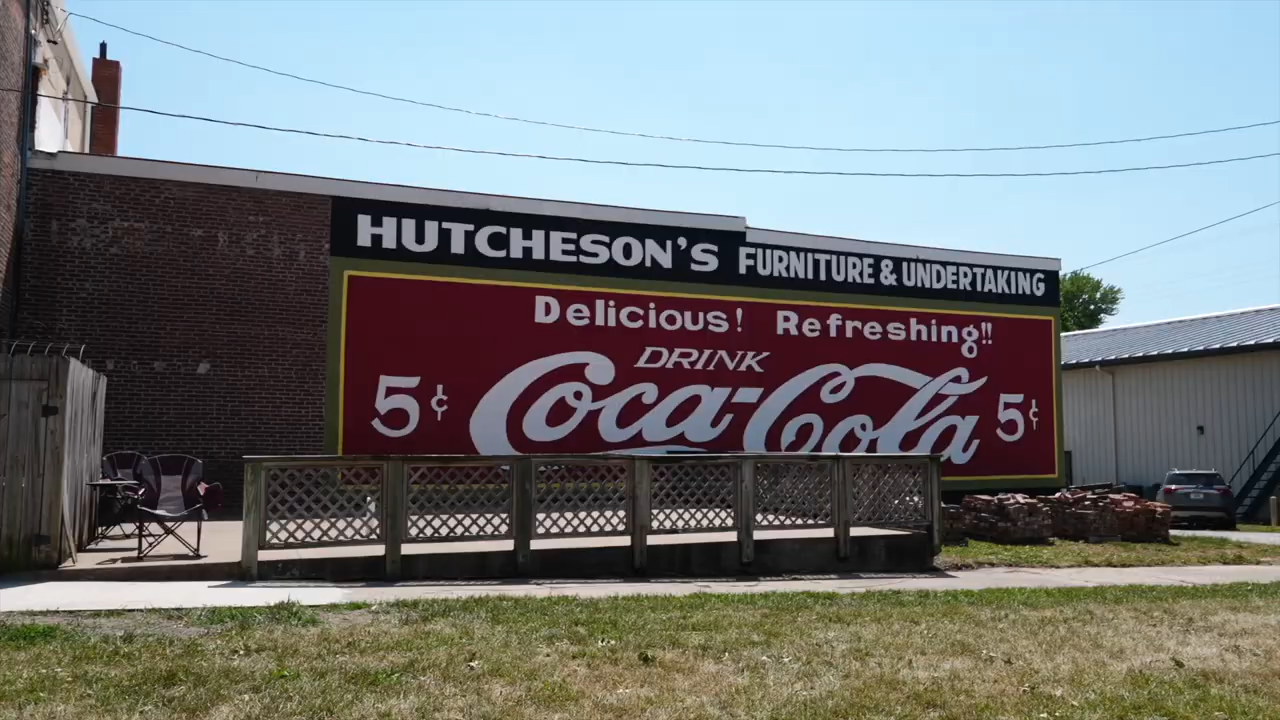 HUTCHESON'S FURNITURE & UNDERTAKING
Delicious! Refreshing!!
DRINK
5¢ Coca-Cola 5¢